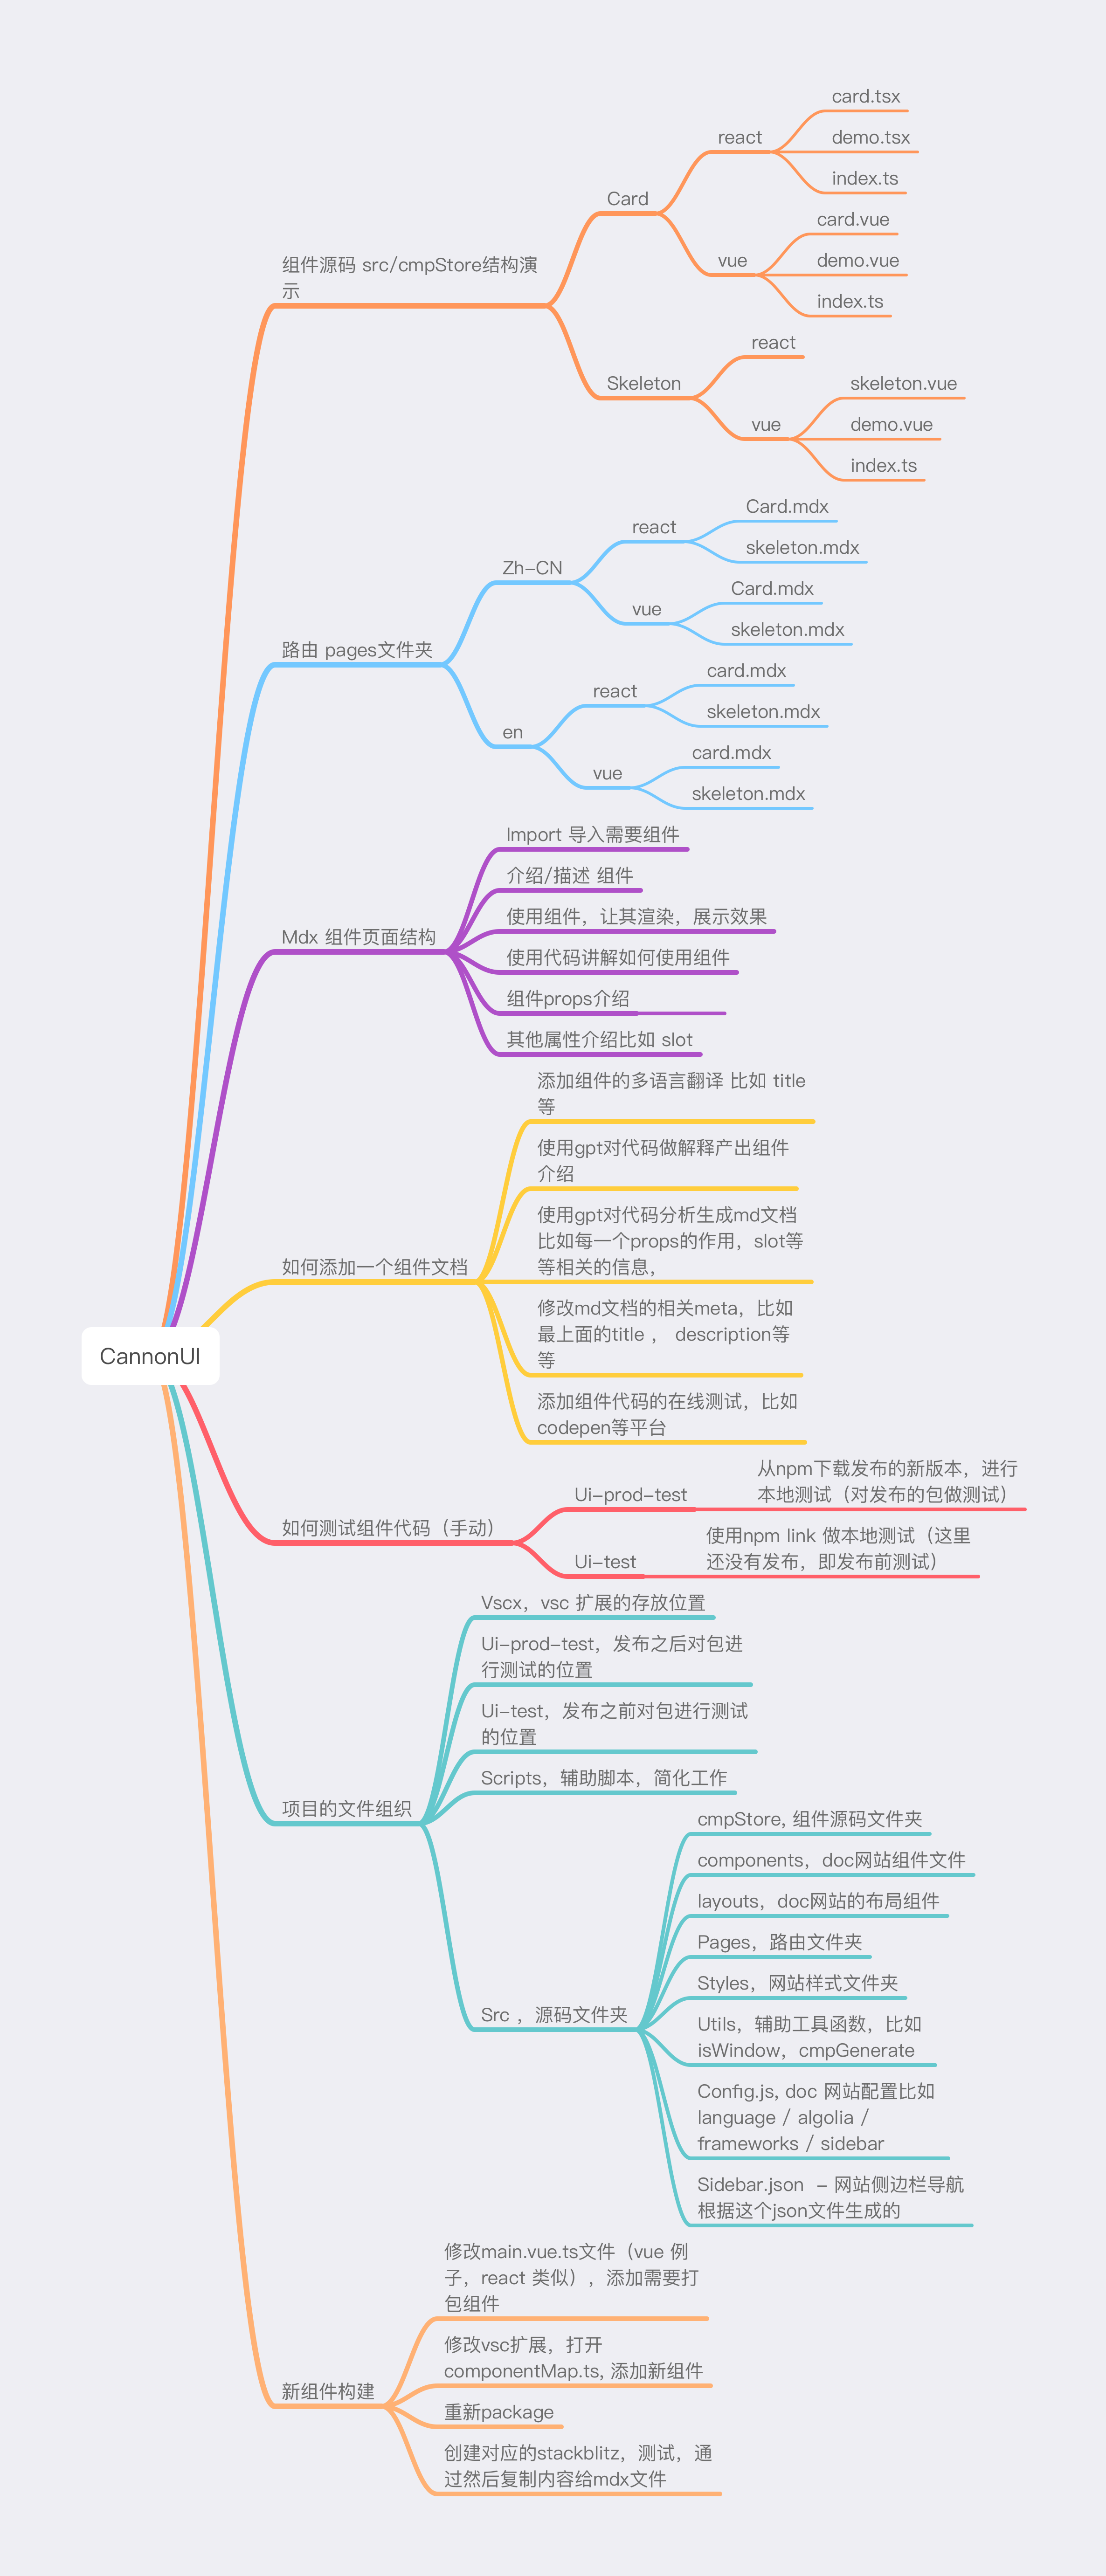 card.tsx
react
demo.tsx
index.ts
Card
card.vue
vue
demo.vue
index.ts
组件源码 src/cmpStore结构演
示
react
Skeleton
skeleton.vue
vue
demo.vue
index.ts
Card.mdx
react
skeleton.mdx
Zh-CN
Card.mdx
vue
skeleton.mdx
路由 pages文件夹
card.mdx
react
skeleton.mdx
en
card.mdx
vue
skeleton.mdx
Import 导入需要组件
介绍/描述 组件
使用组件，让其渲染，展示效果
Mdx 组件页面结构
使用代码讲解如何使用组件
组件props介绍
其他属性介绍比如 slot
添加组件的多语言翻译 比如 title
等
使用gpt对代码做解释产出组件
介绍
使用gpt对代码分析生成md文档
比如每一个props的作用，slot等
等相关的信息，
如何添加一个组件文档
修改md文档的相关meta，比如
最上面的title ， description等
等
添加组件代码的在线测试，比如
codepen等平台
CannonUI
从npm下载发布的新版本，进行
本地测试（对发布的包做测试）
Ui-prod-test
如何测试组件代码（手动）
使用npm link 做本地测试（这里
还没有发布，即发布前测试）
Ui-test
Vscx，vsc 扩展的存放位置
Ui-prod-test，发布之后对包进
行测试的位置
Ui-test，发布之前对包进行测试
的位置
Scripts，辅助脚本，简化工作
项目的文件组织
cmpStore, 组件源码文件夹
components，doc网站组件文件
layouts，doc网站的布局组件
Pages，路由文件夹
Styles，网站样式文件夹
Src ，源码文件夹
Utils，辅助工具函数，比如
isWindow，cmpGenerate
Config.js, doc 网站配置比如
language / algolia /
frameworks / sidebar
Sidebar.json - 网站侧边栏导航
根据这个json文件生成的
修改main.vue.ts文件（vue 例
子，react 类似），添加需要打
包组件
修改vsc扩展，打开
componentMap.ts, 添加新组件
新组件构建
重新package
创建对应的stackblitz，测试，通
过然后复制内容给mdx文件